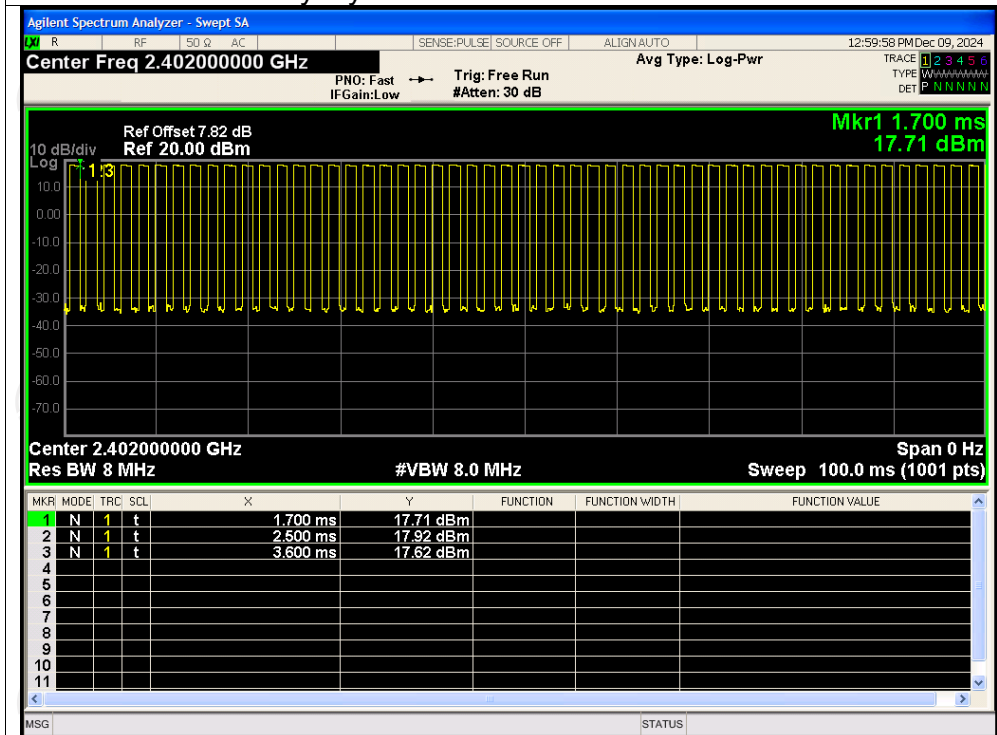 Agilent Spectrum Analyzer - Swept SA
LXI R RF 50 Ω AC SENSE:PULSE SOURCE OFF ALIGN AUTO 12:59:58 PM Dec 09, 2024
Center Freq 2.402000000 GHz
PNO: Fast
IFGain:Low
Trig: Free Run
#Atten: 30 dB
Avg Type: Log-Pwr
TRACE 1 2 3 4 5 6
TYPE WWWWWW
DET P N N N N N
Mkr1 1.700 ms
17.71 dBm
Ref Offset 7.82 dB
10 dB/div Ref 20.00 dBm
Log
1 3
10.0
0.00
-10.0
-20.0
-30.0
-40.0
-50.0
-60.0
-70.0
Center 2.402000000 GHz Span 0 Hz
Res BW 8 MHz #VBW 8.0 MHz Sweep 100.0 ms (1001 pts)
MKR MODE TRC SCL X Y FUNCTION FUNCTION WIDTH FUNCTION VALUE
1 N 1 t 1.700 ms 17.71 dBm
2 N 1 t 2.500 ms 17.92 dBm
3 N 1 t 3.600 ms 17.62 dBm
4
5
6
7
8
9
10
11
MSG STATUS